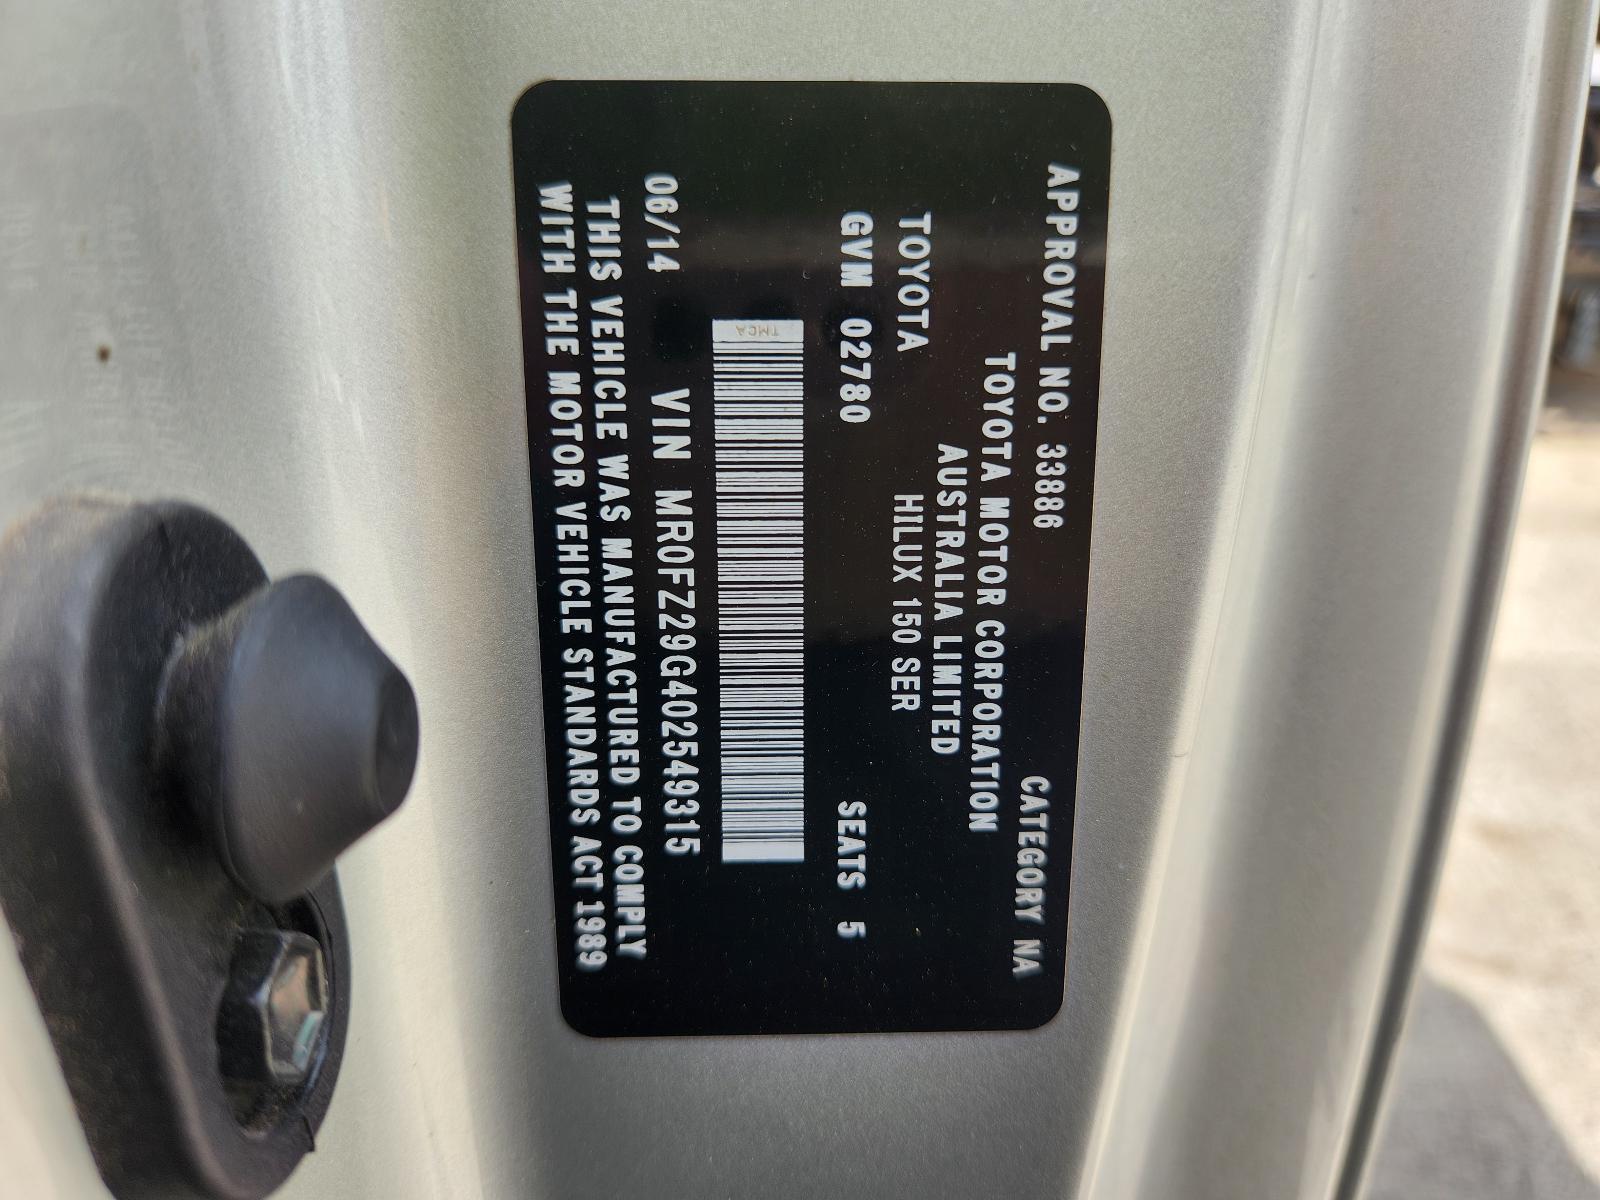 APPROVAL NO. 33886 CATEGORY NA
TOYOTA MOTOR CORPORATION
AUSTRALIA LIMITED
TOYOTA HILUX 150 SER
GVM 02780 SEATS 5
TMCA
06/14 VIN MR0FZ29G402549315
THIS VEHICLE WAS MANUFACTURED TO COMPLY
WITH THE MOTOR VEHICLE STANDARDS ACT 1989